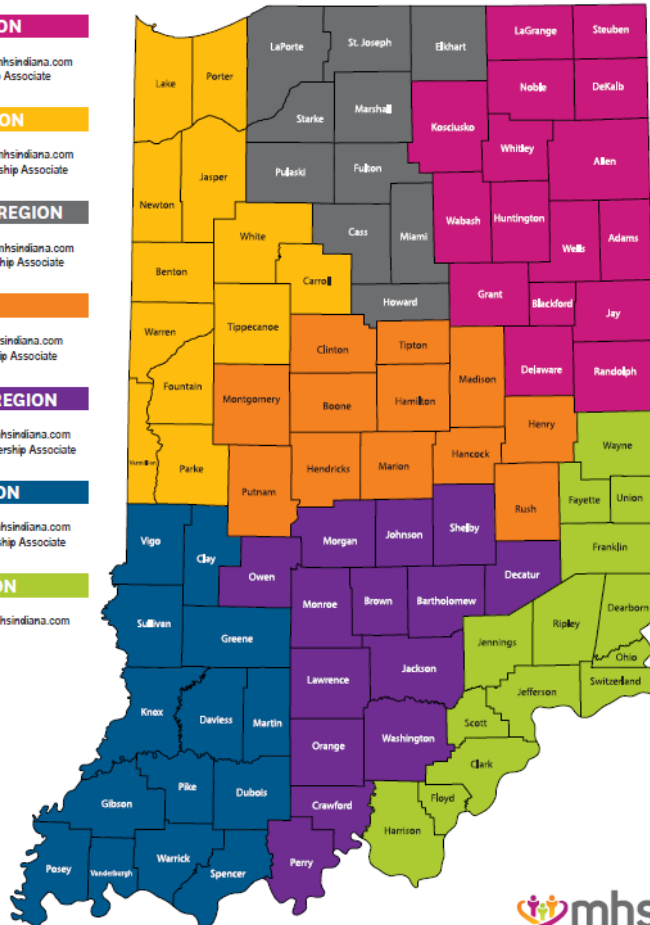 ON
mhsindiana.com
Associate
ON
mhsindiana.com
ship Associate
REGION
mhsindiana.com
hip Associate
sindiana.com
p Associate
REGION
mhsindiana.com
ership Associate
ON
mhsindiana.com
ship Associate
ON
hsindiana.com
LaPorte
St. Joseph
Elkhart
LaGrange
Steuben
Lake
Porter
Noble
DeKalb
Starke
Marshall
Kosciusko
Whitley
Allen
Pulaski
Fulton
Newton
Jasper
Wabash
Huntington
White
Cass
Miami
Wells
Adams
Benton
Carroll
Howard
Grant
Blackford
Jay
Warren
Tippecanoe
Clinton
Tipton
Delaware
Randolph
Fountain
Montgomery
Boone
Hamilton
Madison
Henry
Wayne
Vermillion
Parke
Hendricks
Marion
Hancock
Putnam
Rush
Fayette
Union
Vigo
Clay
Morgan
Johnson
Shelby
Franklin
Owen
Decatur
Sullivan
Monroe
Brown
Bartholomew
Dearborn
Greene
Jennings
Ripley
Ohio
Lawrence
Jackson
Jefferson
Switzerland
Knox
Daviess
Martin
Scott
Orange
Washington
Clark
Gibson
Pike
Dubois
Crawford
Floyd
Harrison
Posey
Vanderburgh
Warrick
Spencer
Perry
mhs